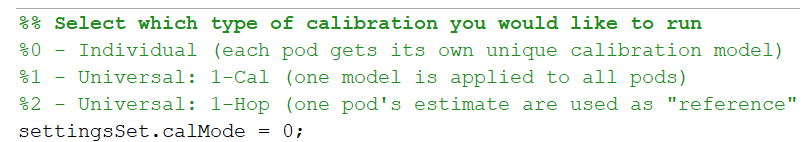 %% Select which type of calibration you would like to run
%0 - Individual (each pod gets its own unique calibration model)
%1 - Universal: 1-Cal (one model is applied to all pods)
%2 - Universal: 1-Hop (one pod's estimate are used as "reference"
settingsSet.calMode = 0;